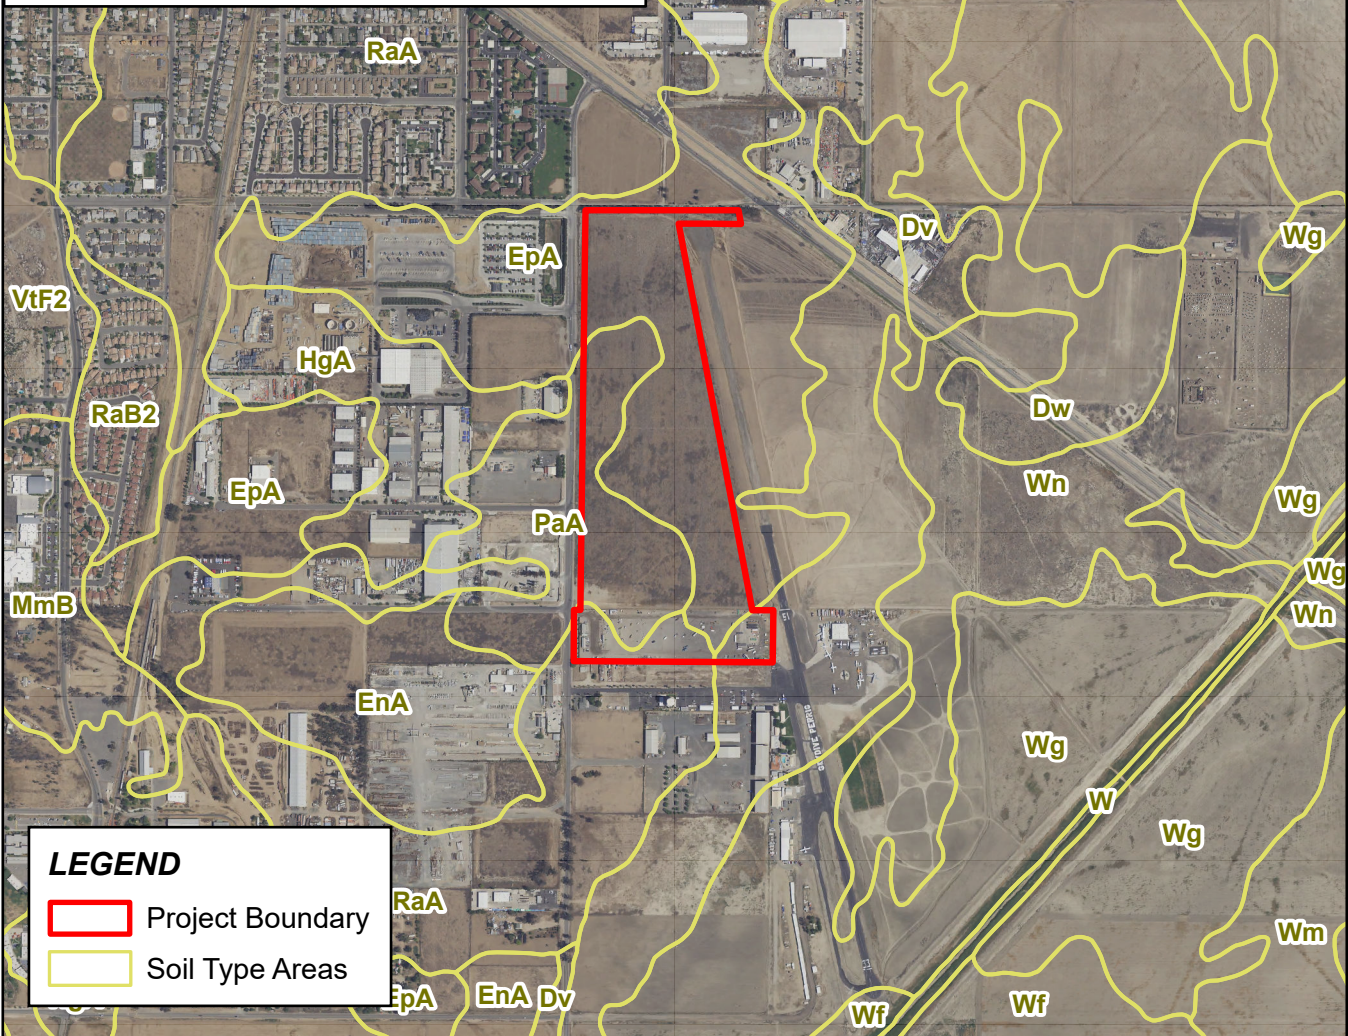 RaA
Dv
Wg
EpA
VtF2
HgA
RaB2
Dw
EpA
Wn
Wg
PaA
Wg
MmB
Wn
EnA
Wg
W
Wg
LEGEND
Project Boundary
Soil Type Areas
RaA
Wm
EpA
EnA
Dv
Wf
Wf